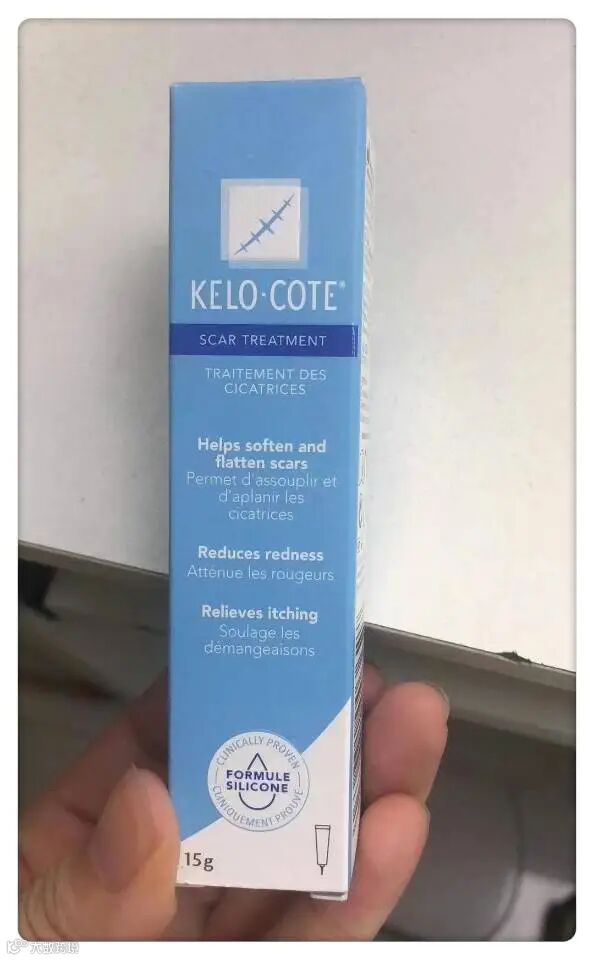 KELO·COTE®
SCAR TREATMENT
TRAITEMENT DES
CICATRICES
Helps soften and
flatten scars
Permet d'assouplir et
d'aplanir les
cicatrices
Reduces redness
Atténue les rougeurs
Relieves itching
Soulage les
démangeaisons
CLINICALLY PROVEN
FORMULE
SILICONE
CLINIQUEMENT PROUVÉ
15g